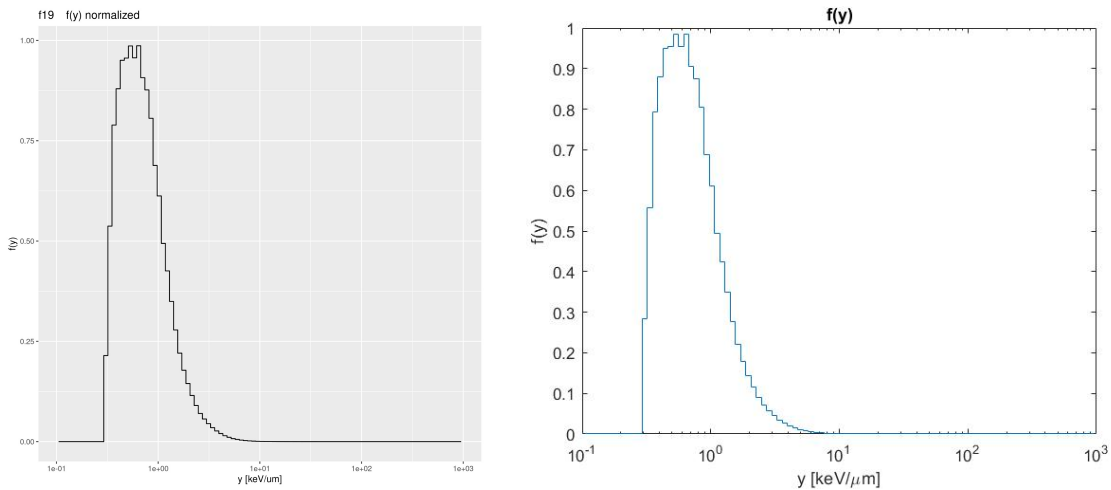 f19 f(y) normalized
1.00
0.75
0.50
0.25
0.00
f(y)
1e-01 1e+00 1e+01 1e+02 1e+03
y [keV/um]
f(y)
1
0.9
0.8
0.7
0.6
0.5
0.4
0.3
0.2
0.1
0
f(y)
10^-1 10^0 10^1 10^2 10^3
y [keV/μm]